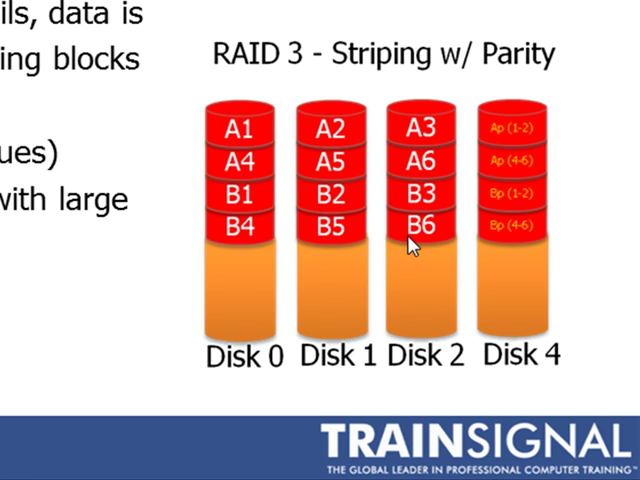 ils, data is
ing blocks
ues)
with large
RAID 3 - Striping w/ Parity
A1 A2 A3 Ap (1-2)
A4 A5 A6 Ap (4-6)
B1 B2 B3 Bp (1-2)
B4 B5 B6 Bp (4-6)
Disk 0 Disk 1 Disk 2 Disk 4
TRAINSIGNAL
THE GLOBAL LEADER IN PROFESSIONAL COMPUTER TRAINING™